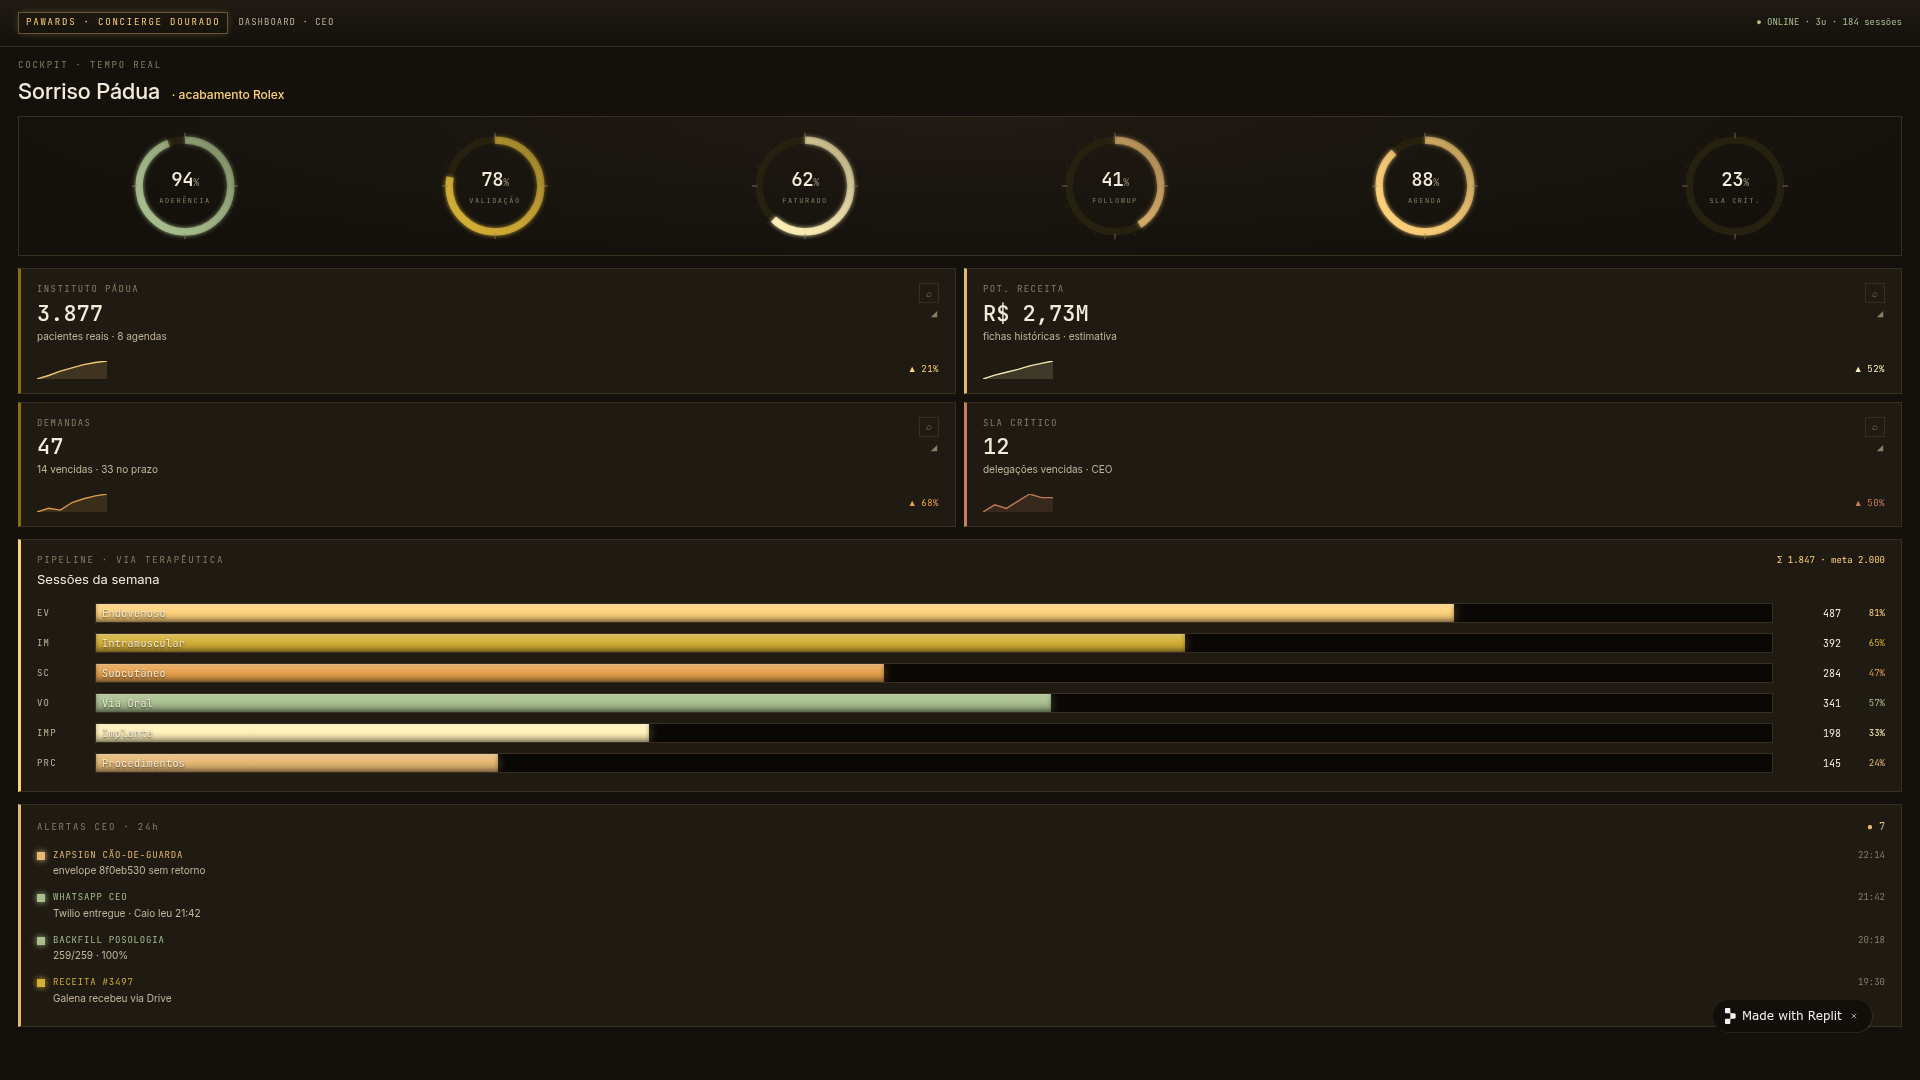 PAWARDS · CONCIERGE DOURADO
DASHBOARD · CEO
● ONLINE · 3u · 184 sessões
COCKPIT · TEMPO REAL
Sorriso Pádua · acabamento Rolex
94%
ADERÊNCIA
78%
VALIDAÇÃO
62%
FATURADO
41%
FOLLOWUP
88%
AGENDA
23%
SLA CRÍT.
INSTITUTO PÁDUA
3.877
pacientes reais · 8 agendas
▲ 21%
POT. RECEITA
R$ 2,73M
fichas históricas · estimativa
▲ 52%
DEMANDAS
47
14 vencidas · 33 no prazo
▲ 68%
SLA CRÍTICO
12
delegações vencidas · CEO
▲ 50%
PIPELINE · VIA TERAPÊUTICA
Σ 1.847 · meta 2.000
Sessões da semana
EV Endovenoso 487 81%
IM Intramuscular 392 65%
SC Subcutâneo 284 47%
VO Via Oral 341 57%
IMP Implante 198 33%
PRC Procedimentos 145 24%
ALERTAS CEO · 24h
● 7
ZAPSIGN CÃO-DE-GUARDA 22:14
envelope 8f0eb530 sem retorno
WHATSAPP CEO 21:42
Twilio entregue · Caio leu 21:42
BACKFILL POSOLOGIA 20:18
259/259 · 100%
RECEITA #3497 19:30
Galena recebeu via Drive
Made with Replit ×